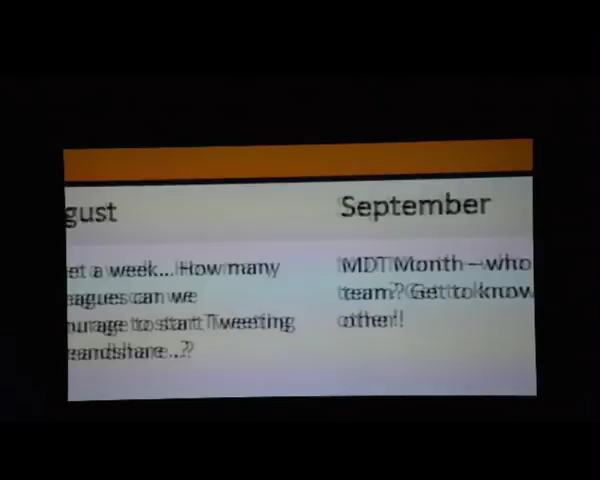 gust
September
et a week... How many
eagues can we
urage to start Tweeting
and share...?
MDT Month – who
team? Get to know
other!!